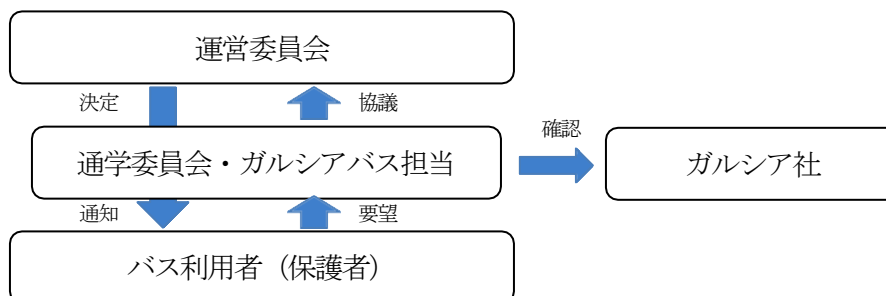 運営委員会
決定
協議
通学委員会・ガルシアバス担当
確認
ガルシア社
通知
要望
バス利用者（保護者）